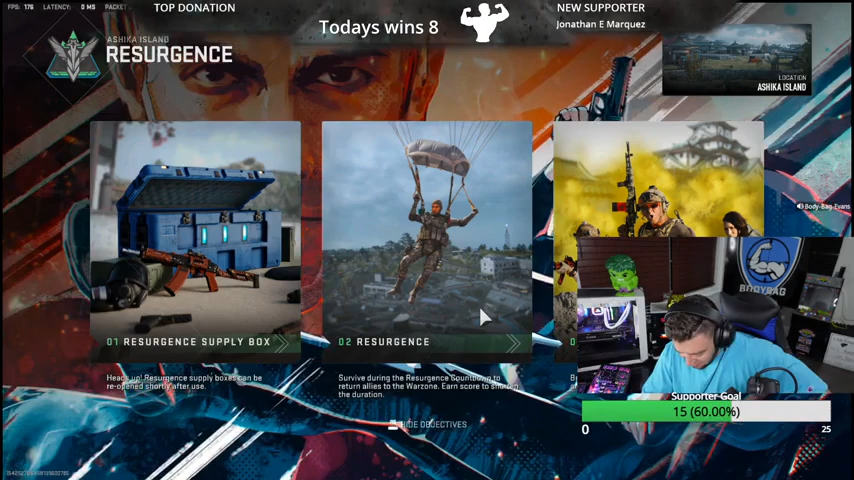 FPS: 176 LATENCY: 0 MS PACKET
TOP DONATION
Todays wins 8
NEW SUPPORTER
Jonathan E Marquez
ASHIKA ISLAND
RESURGENCE
LOCATION
ASHIKA ISLAND
Body-Bag-Evans
BODYBAG
01 RESURGENCE SUPPLY BOX
02 RESURGENCE
0
Heads up! Resurgence supply boxes can be
re-opened shortly after use.
Survive during the Resurgence Countdown to
return allies to the Warzone. Earn score to shorten
the duration.
HIDE OBJECTIVES
Supporter Goal
15 (60.00%)
0
25